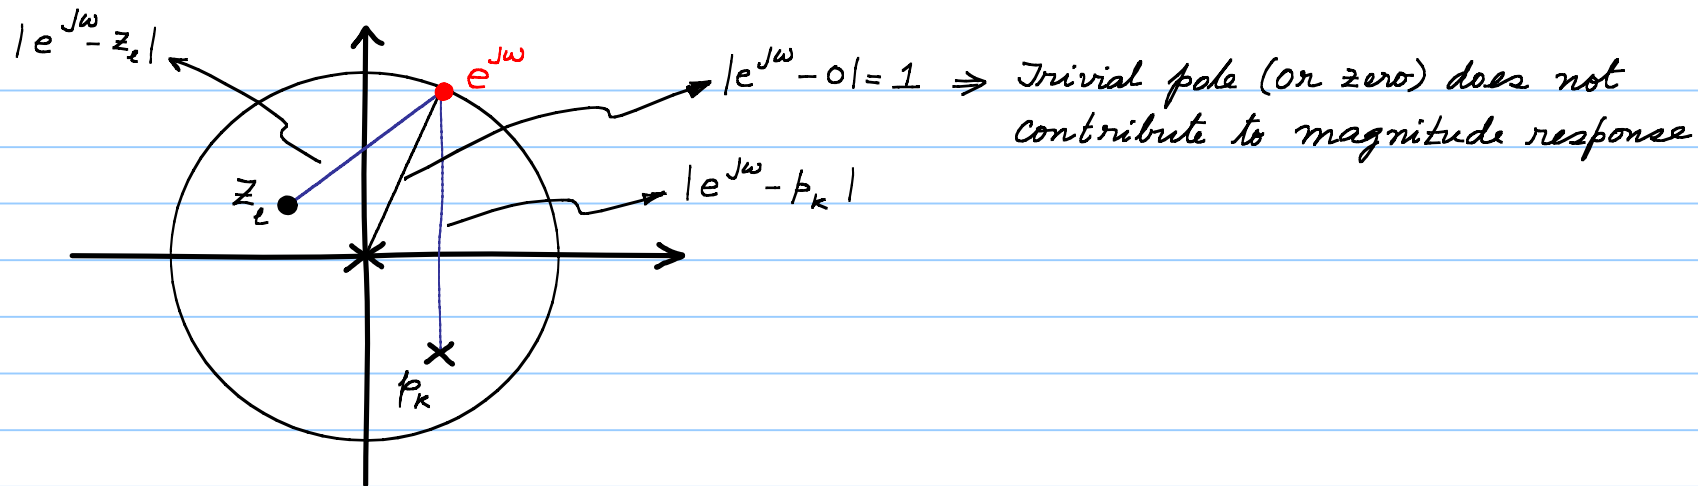 |e^{jω} - z_ℓ|
e^{jω}
|e^{jω} - 0| = 1 ⇒ Trivial pole (or zero) does not
contribute to magnitude response
|e^{jω} - p_k|
z_ℓ
p_k